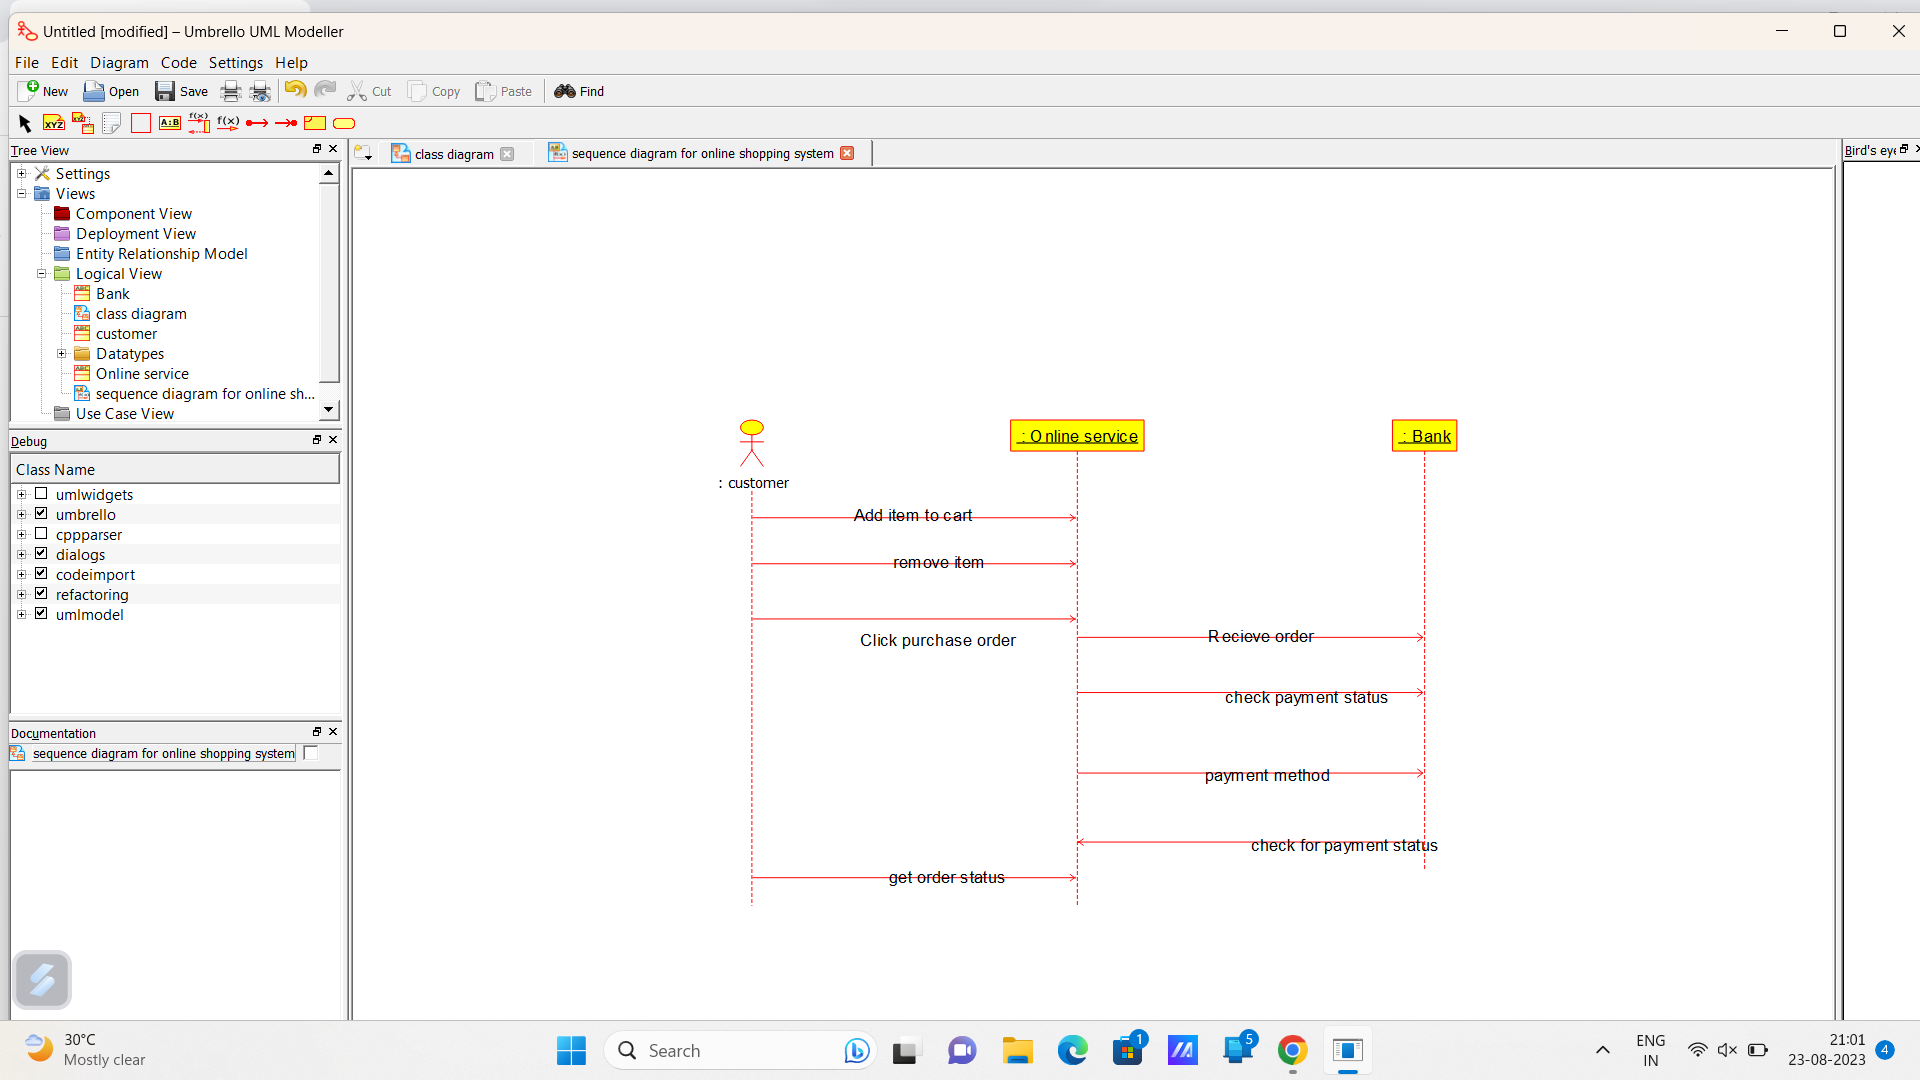 Untitled [modified] – Umbrello UML Modeller
File Edit Diagram Code Settings Help
New Open Save Cut Copy Paste Find
XYZ A:B f(x) f(x)
Tree View
class diagram
sequence diagram for online shopping system
Bird's eye
Settings
Views
Component View
Deployment View
Entity Relationship Model
Logical View
Bank
class diagram
customer
Datatypes
Online service
sequence diagram for online sh...
Use Case View
Debug
Class Name
umlwidgets
umbrello
cppparser
dialogs
codeimport
refactoring
umlmodel
Documentation
sequence diagram for online shopping system
: Online service
: Bank
: customer
Add item to cart
remove item
Click purchase order
Recieve order
check payment status
payment method
check for payment status
get order status
30°C
Mostly clear
Search
1
5
ENG
IN
21:01
23-08-2023
4